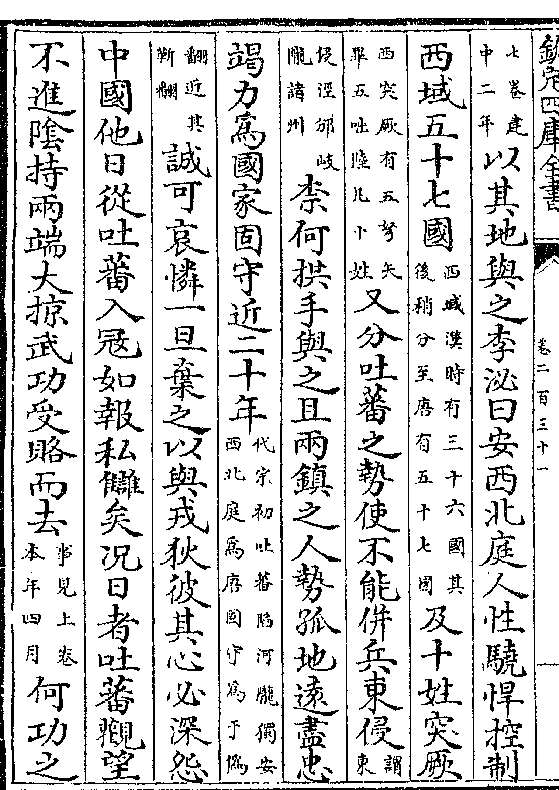 欽定四庫全書 卷二百三十一
七卷建中二年以其地與之李泌曰安西北庭人性驍悍控制
西域五十七國西域漢時有三十六國其後稍分至唐有五十七國及十姓突厥
西突厥有五弩矢畢五吐陸凡十姓又分吐蕃之勢使不能併兵東侵謂東
侵涇邠岐隴諸州柰何拱手與之且兩鎮之人勢孤地遠盡忠
竭力為國家固守近二十年代宗初吐蕃陷河隴獨安西北庭為唐固守為于偽
翻近其靳翻誠可哀憐一旦棄之以與戎狄彼其心必深怨
中國他日從吐蕃入冦如報私讎矣况日者吐蕃觀望
不進陰持兩端大掠武功受賂而去事見上卷本年四月何功之